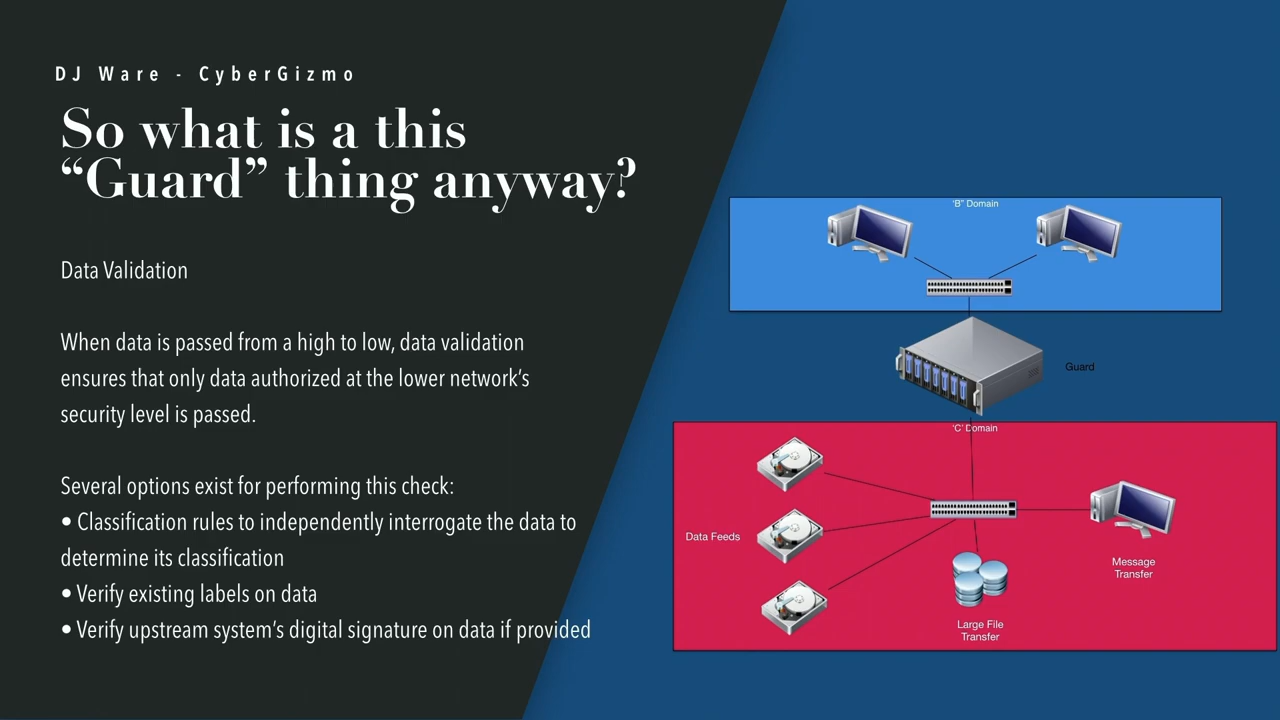 DJ Ware - CyberGizmo
So what is a this
“Guard” thing anyway?
Data Validation
When data is passed from a high to low, data validation
ensures that only data authorized at the lower network’s
security level is passed.
Several options exist for performing this check:
• Classification rules to independently interrogate the data to
determine its classification
• Verify existing labels on data
• Verify upstream system’s digital signature on data if provided
‘B” Domain
Guard
‘C’ Domain
Data Feeds
Message
Transfer
Large File
Transfer